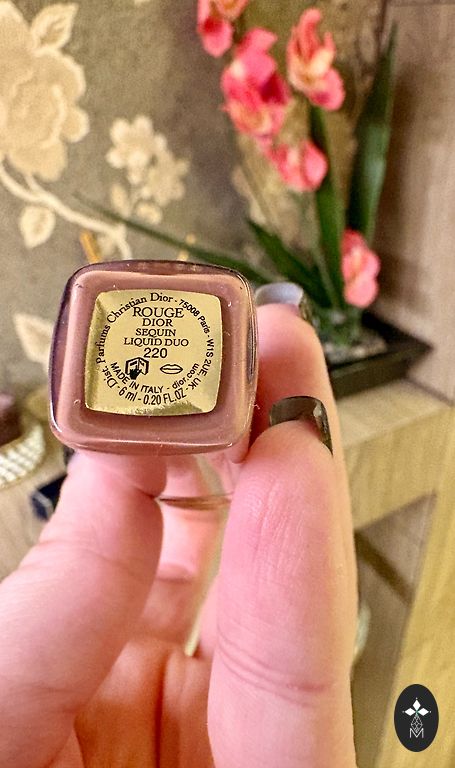 Dist. Parfums Christian Dior - 75008 Paris - W1S 2UE UK
ROUGE
DIOR
SEQUIN
LIQUID DUO
220
MADE IN ITALY - dior.com
6 ml - 0.20 FL.OZ.
M